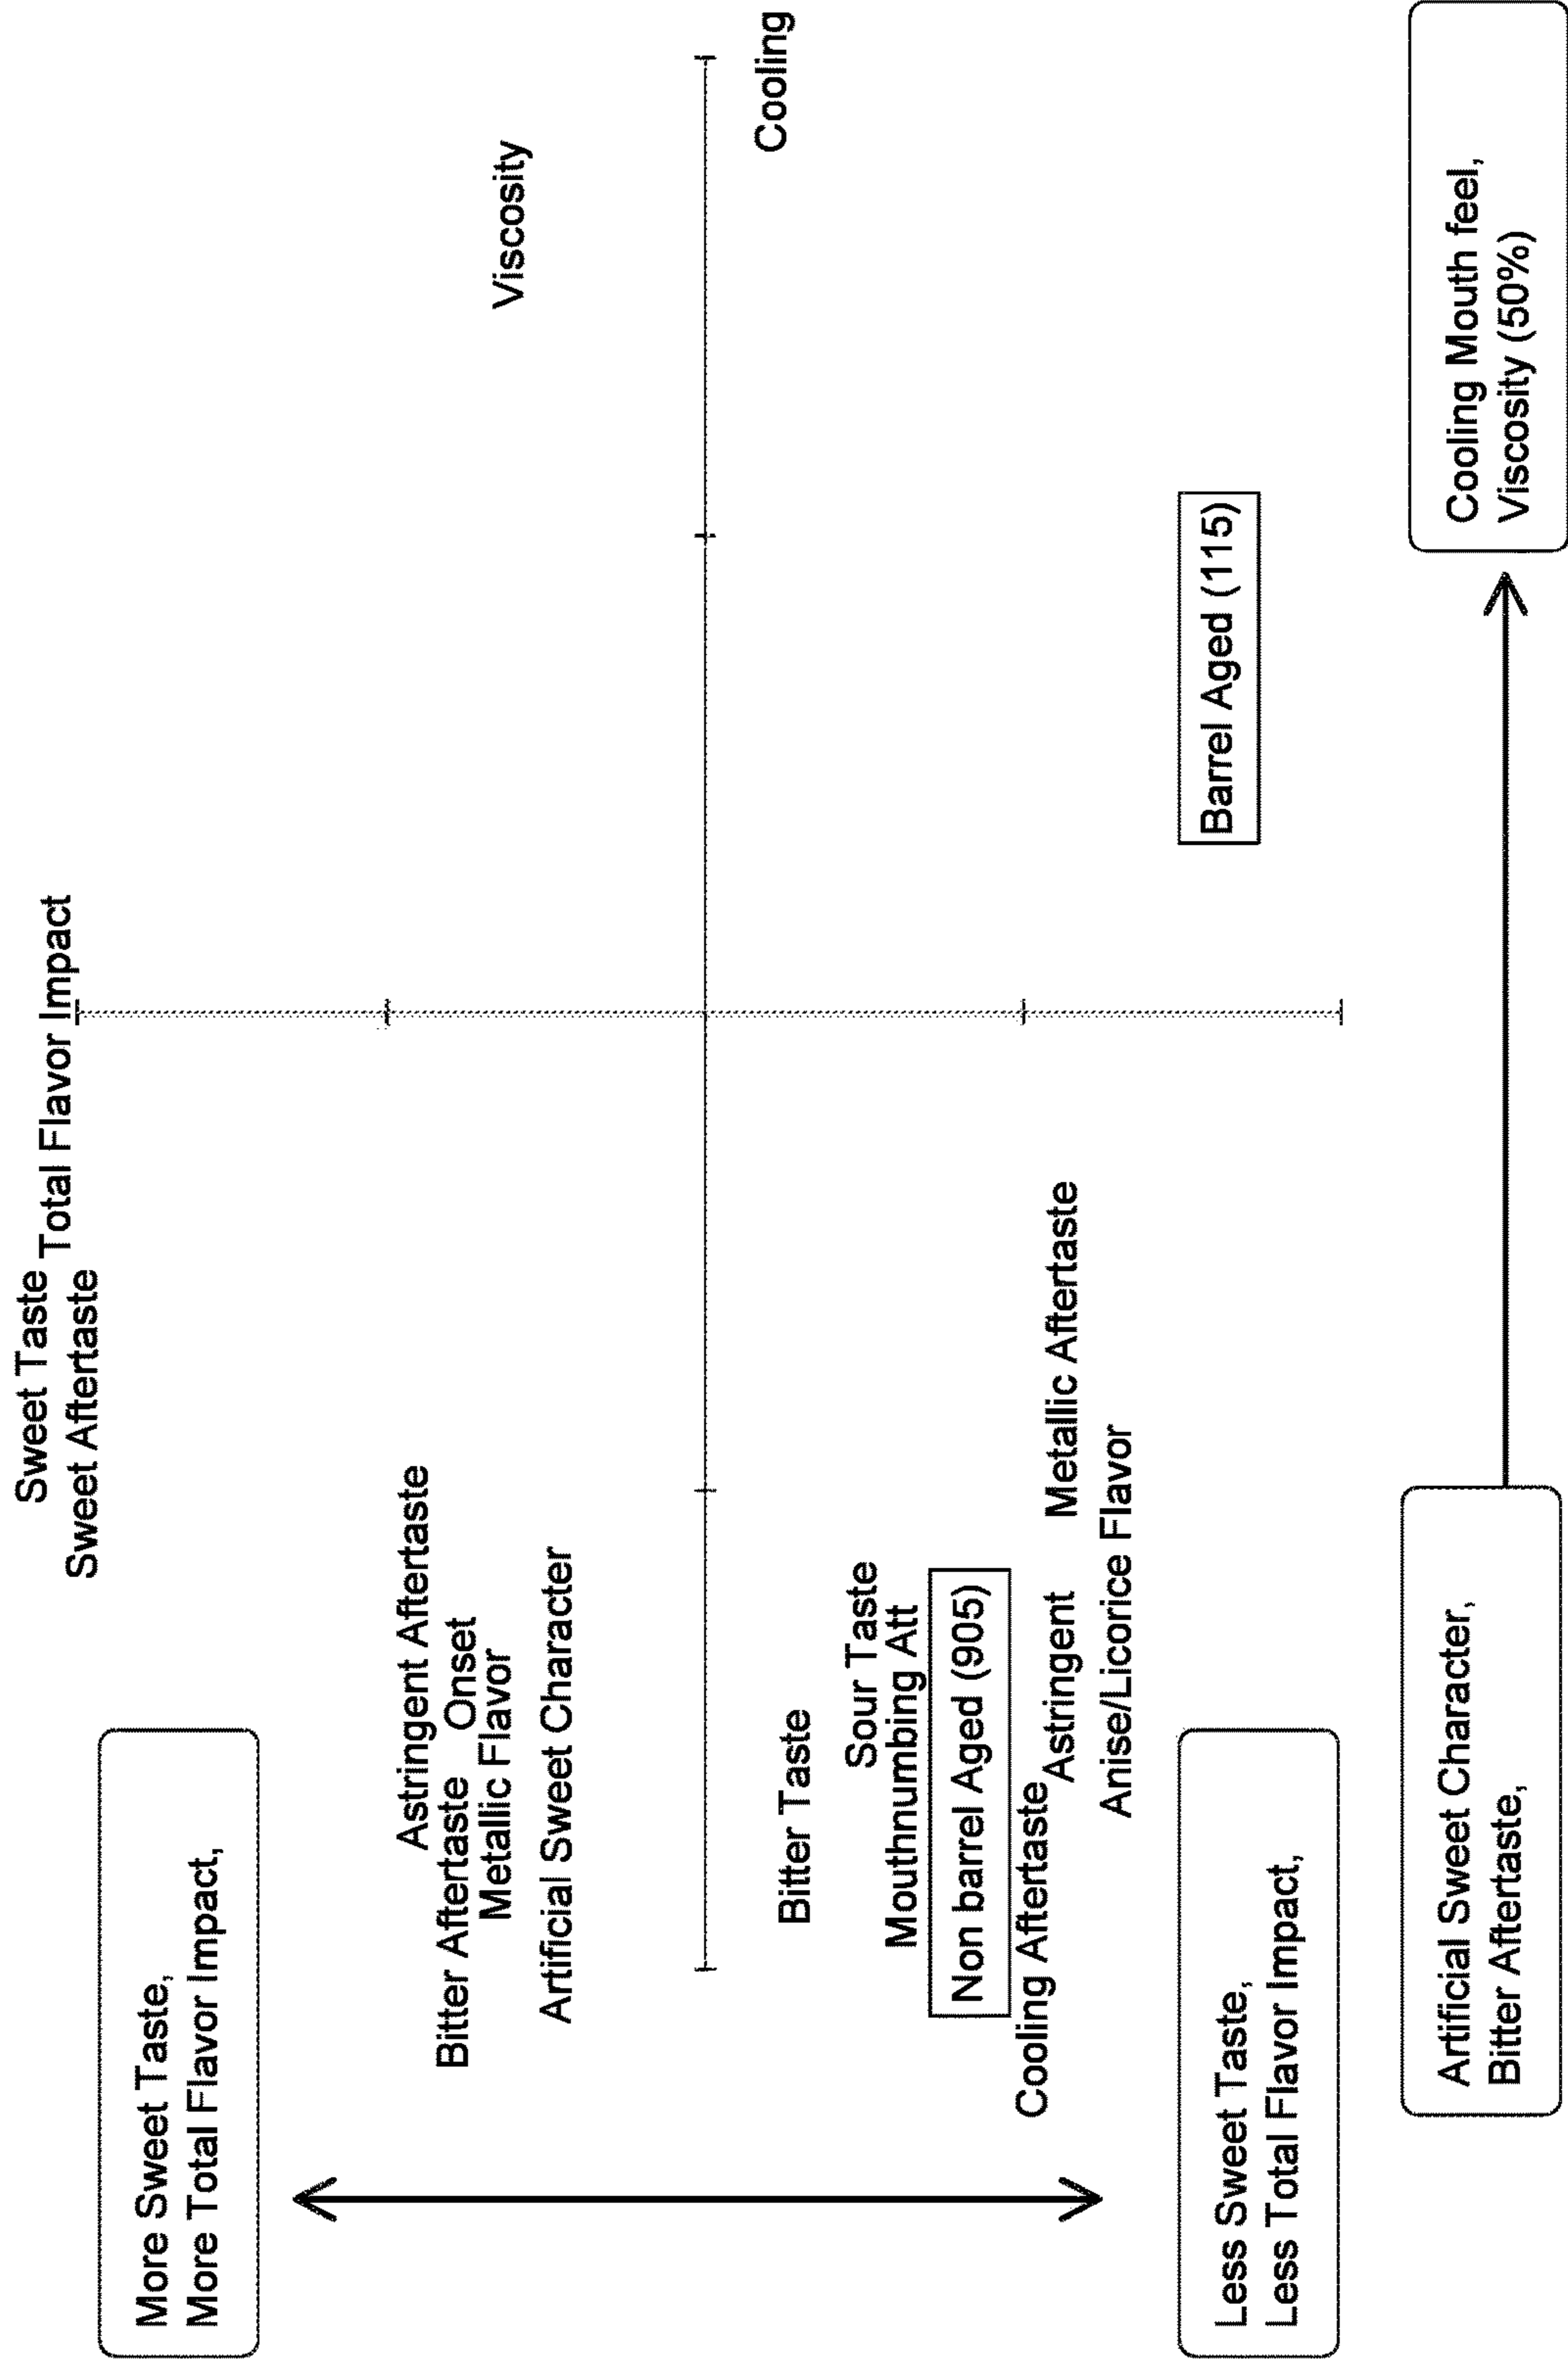 Sweet Taste
Total Flavor Impact
Sweet Aftertaste
More Sweet Taste,
More Total Flavor Impact,
Astringent Aftertaste
Bitter Aftertaste
Onset
Metallic Flavor
Viscosity
Artificial Sweet Character
Cooling
Bitter Taste
Sour Taste
Mouthnumbing Att
Non barrel Aged (905)
Cooling Aftertaste
Astringent
Metallic Aftertaste
Anise/Licorice Flavor
Barrel Aged (115)
Less Sweet Taste,
Less Total Flavor Impact,
Artificial Sweet Character,
Bitter Aftertaste,
Cooling Mouth feel,
Viscosity (50%)